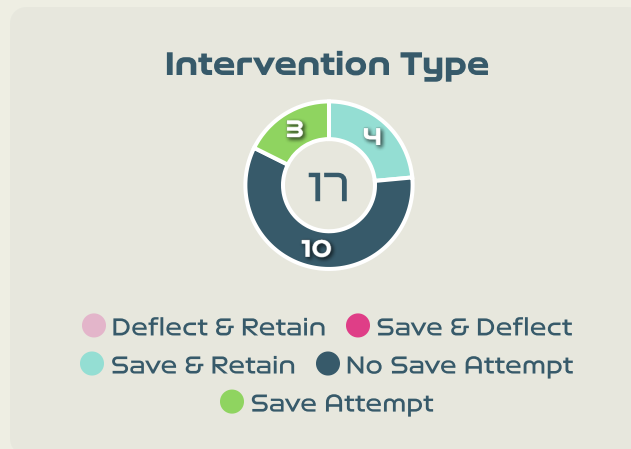 Intervention Type
3
4
17
10
Deflect & Retain
Save & Deflect
Save & Retain
No Save Attempt
Save Attempt